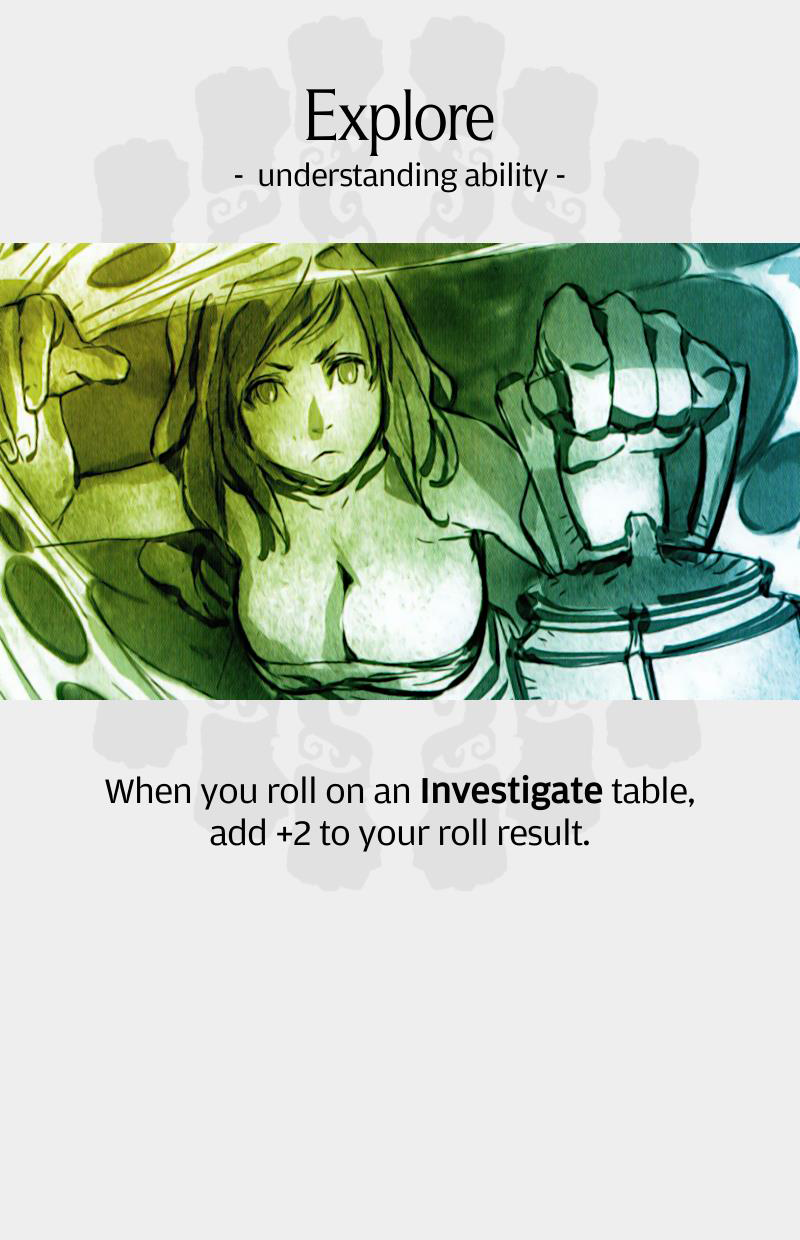 Explore
- understanding ability -
When you roll on an Investigate table,
add +2 to your roll result.